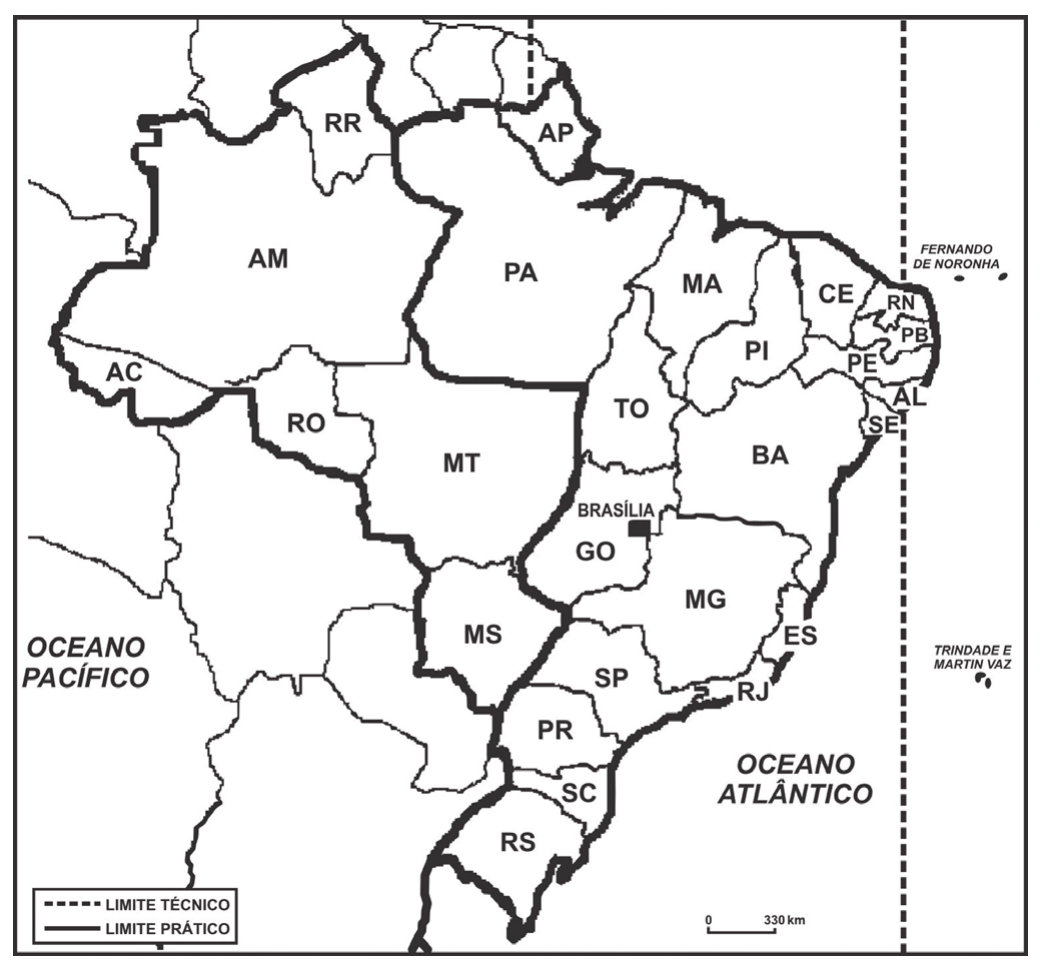 RR
AP
AM
PA
MA
CE
FERNANDO
DE NORONHA
RN
PB
PI
PE
AC
AL
TO
SE
RO
BA
MT
BRASÍLIA
GO
MG
MS
ES
OCEANO
PACÍFICO
TRINDADE E
MARTIN VAZ
SP
RJ
PR
OCEANO
ATLÂNTICO
SC
RS
LIMITE TÉCNICO
LIMITE PRÁTICO
0 330 km